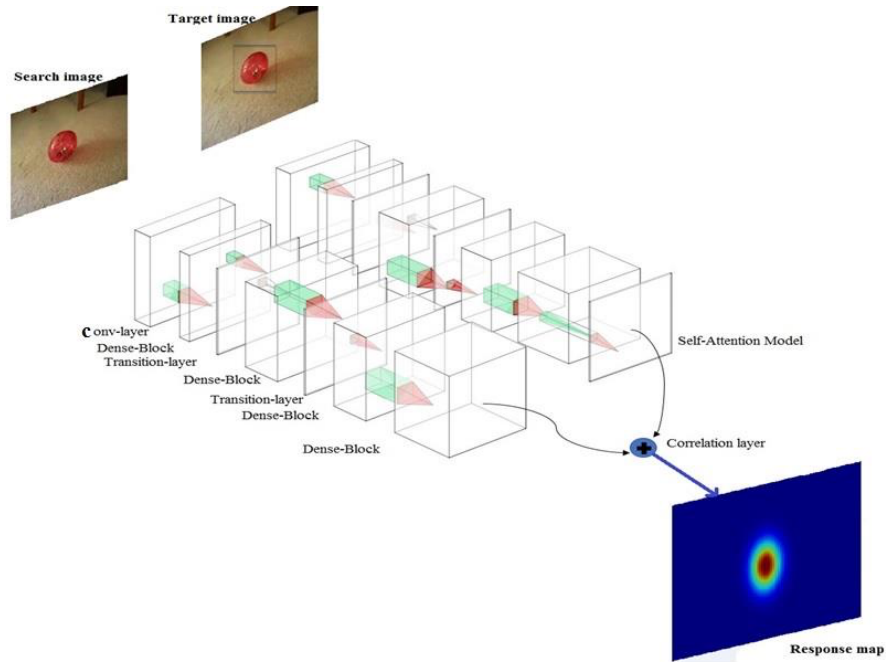 Target image
Search image
Conv-layer
Dense-Block
Transition-layer
Dense-Block
Transition-layer
Dense-Block
Dense-Block
Self-Attention Model
Correlation layer
Response map